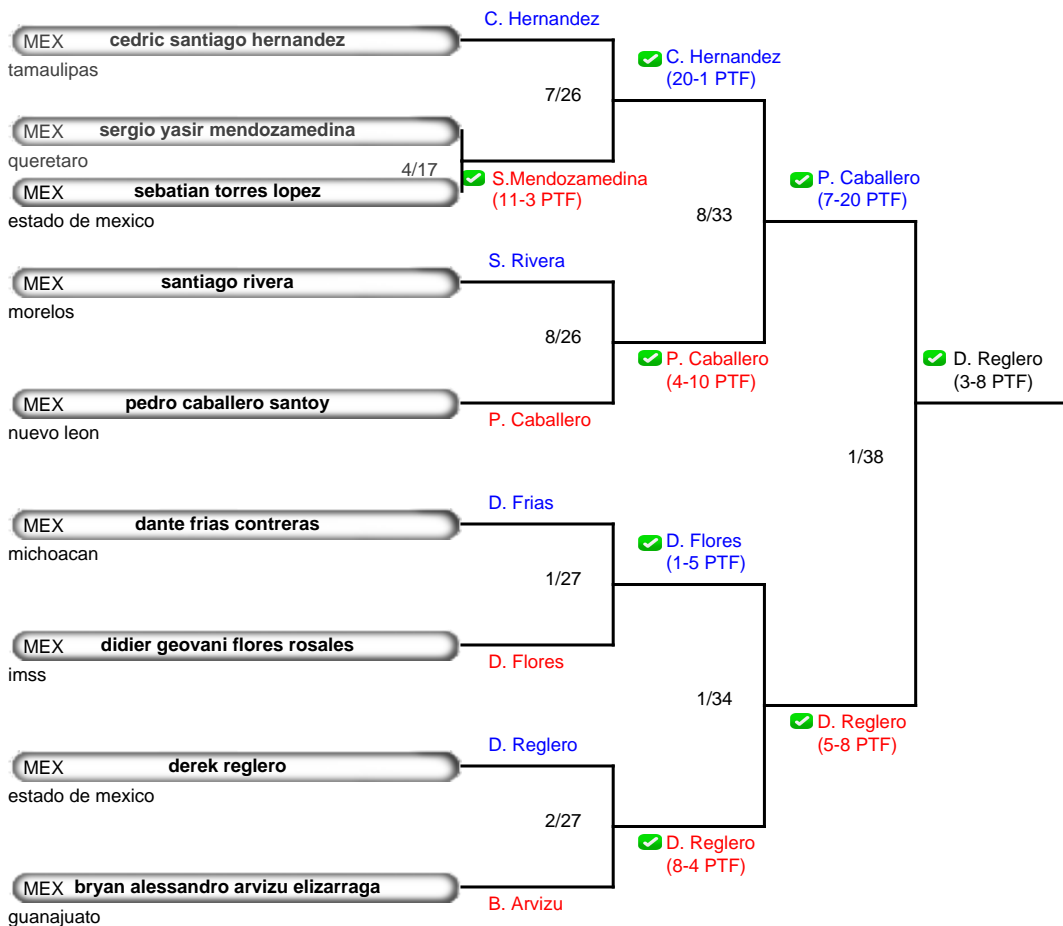 C. Hernandez
MEX cedric santiago hernandez
tamaulipas
C. Hernandez
(20-1 PTF)
7/26
MEX sergio yasir mendozamedina
queretaro
4/17
MEX sebatian torres lopez
estado de mexico
S.Mendozamedina
(11-3 PTF)
P. Caballero
(7-20 PTF)
8/33
S. Rivera
MEX santiago rivera
morelos
8/26
P. Caballero
(4-10 PTF)
D. Reglero
(3-8 PTF)
MEX pedro caballero santoy
nuevo leon
P. Caballero
1/38
D. Frias
MEX dante frias contreras
michoacan
D. Flores
(1-5 PTF)
1/27
MEX didier geovani flores rosales
imss
D. Flores
1/34
D. Reglero
(5-8 PTF)
D. Reglero
MEX derek reglero
estado de mexico
2/27
D. Reglero
(8-4 PTF)
MEX bryan alessandro arvizu elizarraga
guanajuato
B. Arvizu